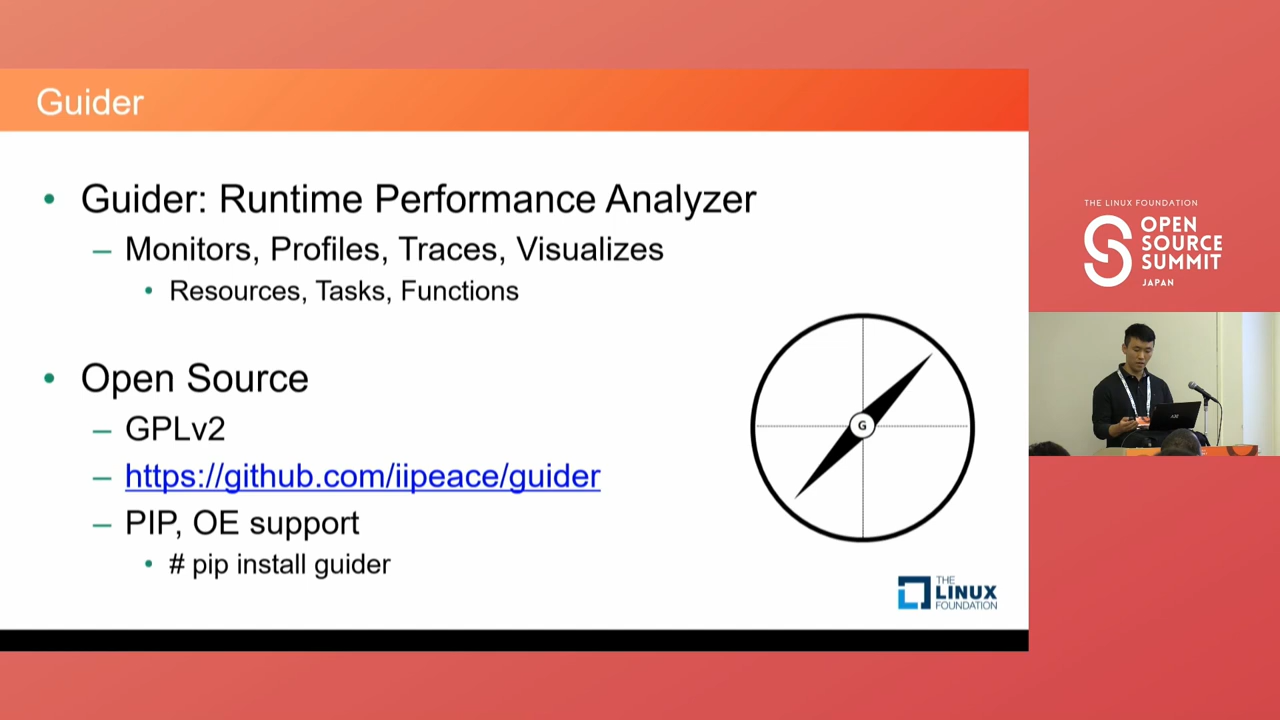 Guider
• Guider: Runtime Performance Analyzer
– Monitors, Profiles, Traces, Visualizes
• Resources, Tasks, Functions
• Open Source
– GPLv2
– https://github.com/iipeace/guider
– PIP, OE support
• # pip install guider
G
THE
LINUX
FOUNDATION
THE LINUX FOUNDATION
OPEN
SOURCE
SUMMIT
JAPAN